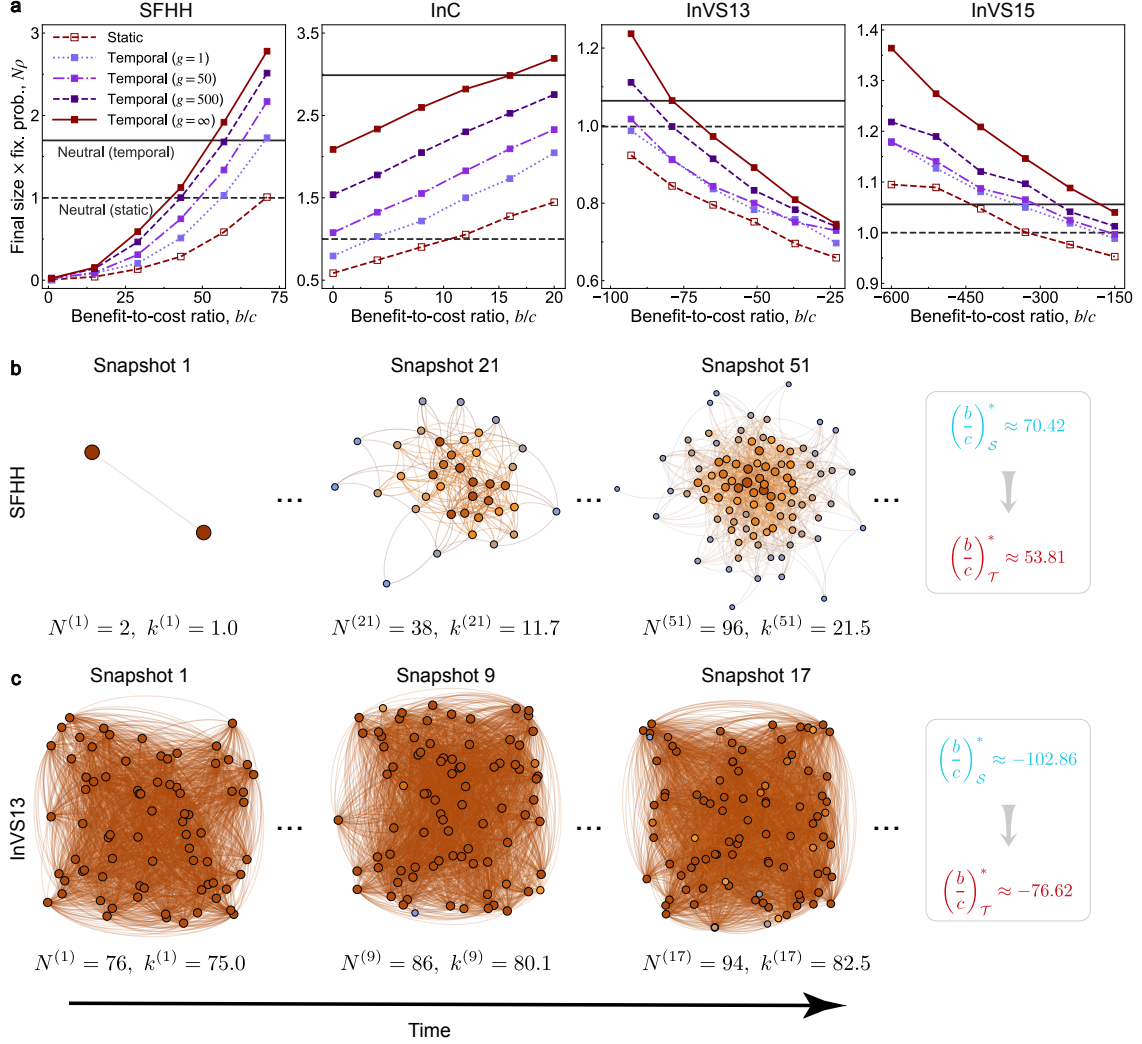 a
SFHH
InC
InVS13
InVS15
Final size × fix. prob., Nρ
3
2
1
0
Static
Temporal (g = 1)
Temporal (g = 50)
Temporal (g = 500)
Temporal (g = ∞)
Neutral (temporal)
Neutral (static)
0 25 50 75
Benefit-to-cost ratio, b/c
3.5
2.5
1.5
0.5
0 5 10 15 20
Benefit-to-cost ratio, b/c
1.2
1.0
0.8
0.6
−100 −75 −50 −25
Benefit-to-cost ratio, b/c
1.4
1.3
1.2
1.1
1.0
0.9
−600 −450 −300 −150
Benefit-to-cost ratio, b/c
b
Snapshot 1
Snapshot 21
Snapshot 51
SFHH
...
...
...
(b/c)*_S ≈ 70.42
(b/c)*_T ≈ 53.81
N^(1) = 2, k^(1) = 1.0
N^(21) = 38, k^(21) = 11.7
N^(51) = 96, k^(51) = 21.5
c
Snapshot 1
Snapshot 9
Snapshot 17
InVS13
...
...
...
(b/c)*_S ≈ −102.86
(b/c)*_T ≈ −76.62
N^(1) = 76, k^(1) = 75.0
N^(9) = 86, k^(9) = 80.1
N^(17) = 94, k^(17) = 82.5
Time